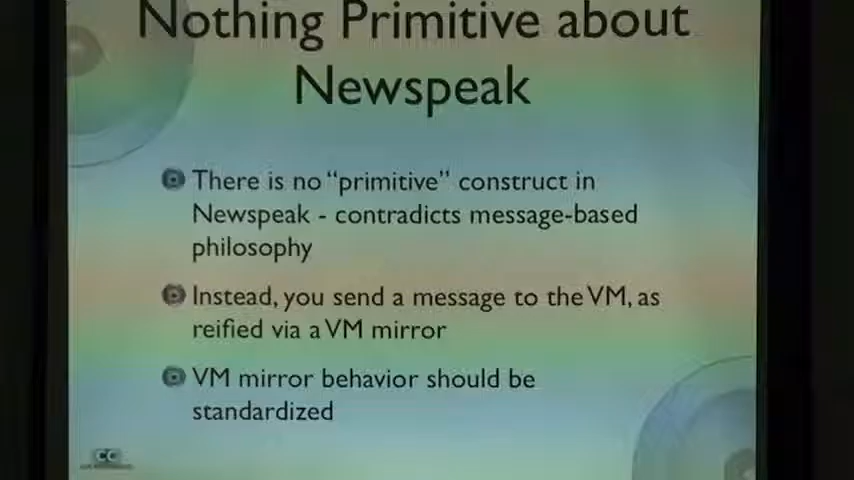 Nothing Primitive about
Newspeak
There is no “primitive” construct in
Newspeak - contradicts message-based
philosophy
Instead, you send a message to the VM, as
reified via a VM mirror
VM mirror behavior should be
standardized
CC